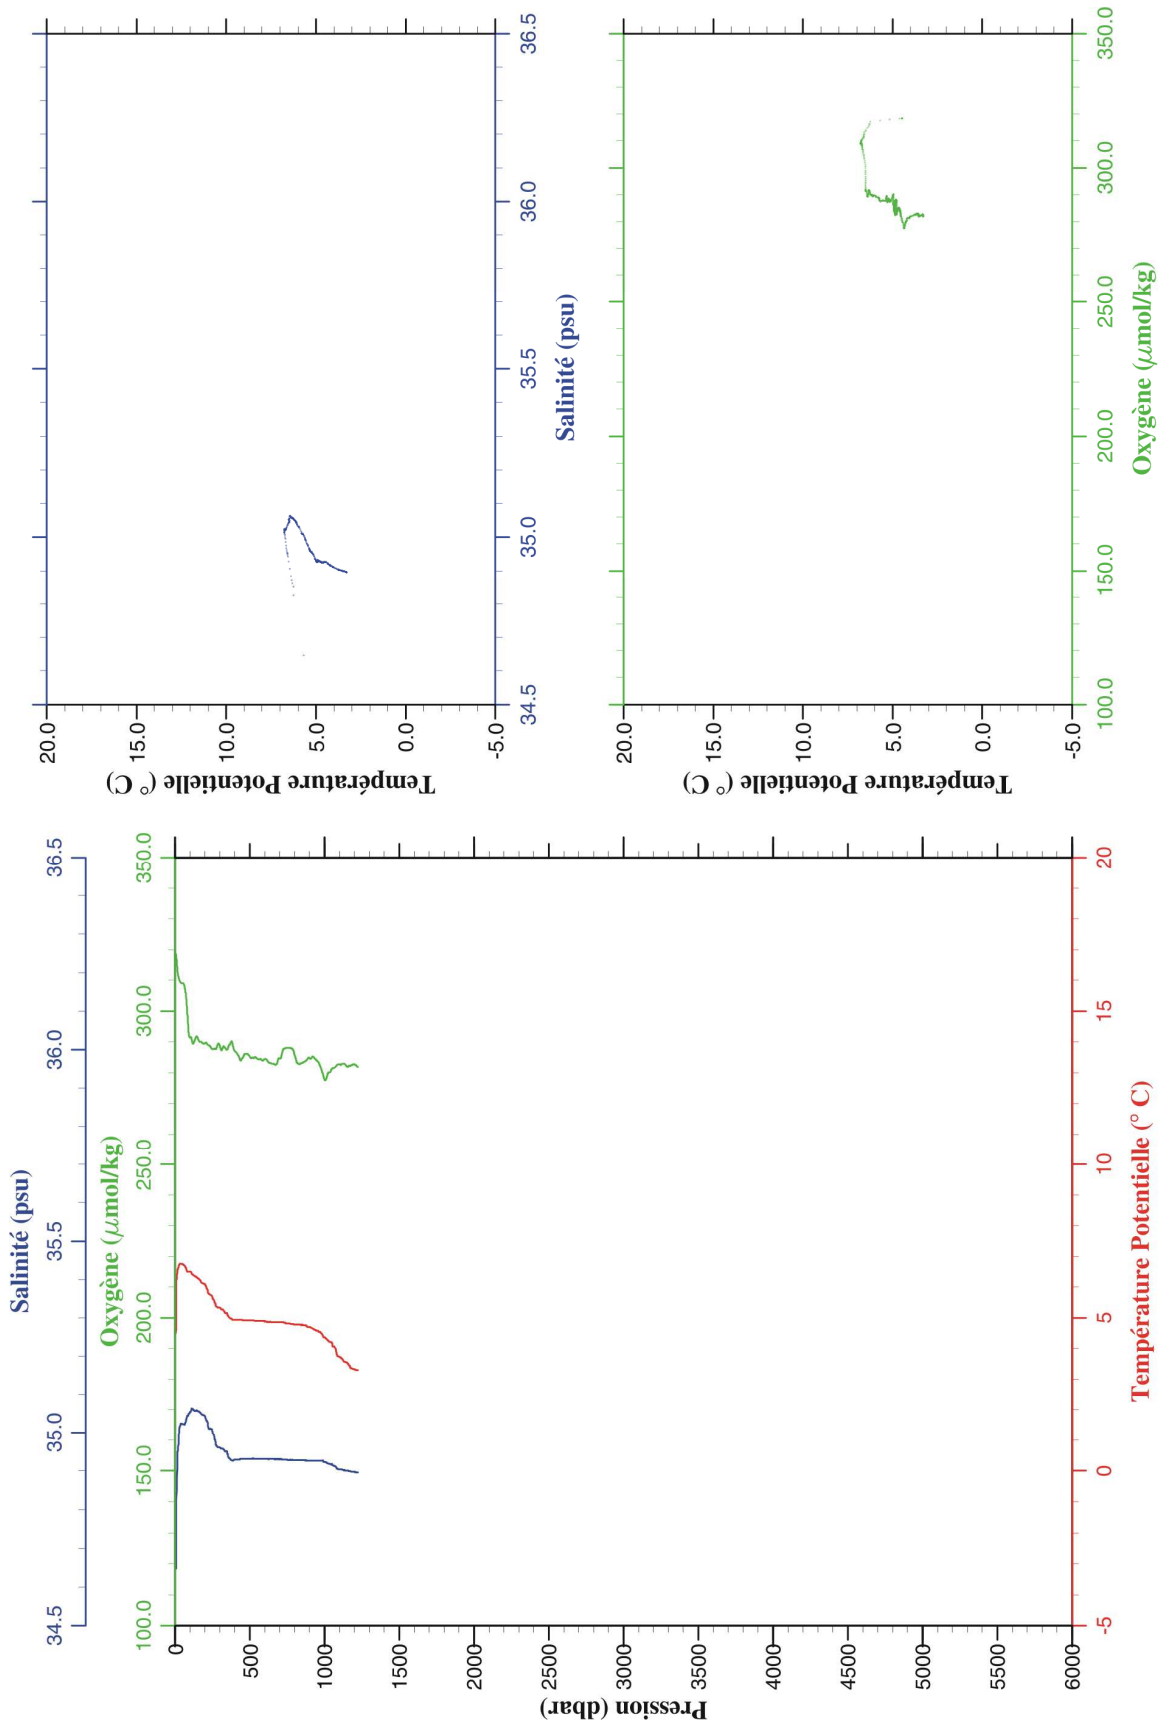 Salinité (psu)
34.5 35.0 35.5 36.0 36.5
Oxygène (μmol/kg)
100.0 150.0 200.0 250.0 300.0 350.0
Pression (dbar)
0
500
1000
1500
2000
2500
3000
3500
4000
4500
5000
5500
6000
-5 0 5 10 15 20
Température Potentielle (° C)
Température Potentielle (° C)
20.0
15.0
10.0
5.0
0.0
-5.0
34.5 35.0 35.5 36.0 36.5
Salinité (psu)
Température Potentielle (° C)
20.0
15.0
10.0
5.0
0.0
-5.0
100.0 150.0 200.0 250.0 300.0 350.0
Oxygène (μmol/kg)